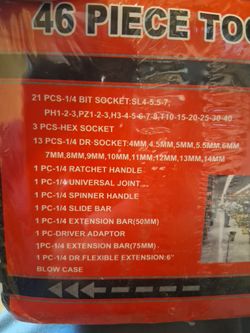 46 PIECE TOO
21 PCS-1/4 BIT SOCKET:SL4-5.5-7,
PH1-2-3,PZ1-2-3,H3-4-5-6-7-8,T10-15-20-25-30-40
3 PCS-HEX SOCKET
13 PCS-1/4 DR·SOCKET:4MM,4.5MM,5MM,5.5MM,6MM
7MM,8MM,9MM,10MM,11MM,12MM,13MM,14MM
1 PC-1/4 RATCHET HANDLE
1 PC-1/4 UNIVERSAL JOINT
1 PC-1/4 SPINNER HANDLE
1 PC-1/4 SLIDE BAR
1 PC-1/4 EXTENSION BAR(50MM)
1 PC-DRIVER ADAPTOR
1PC-1/4 EXTENSION BAR(75MM)
1 PC-1/4 DR.FLEXIBLE EXTENSION:6"
BLOW CASE